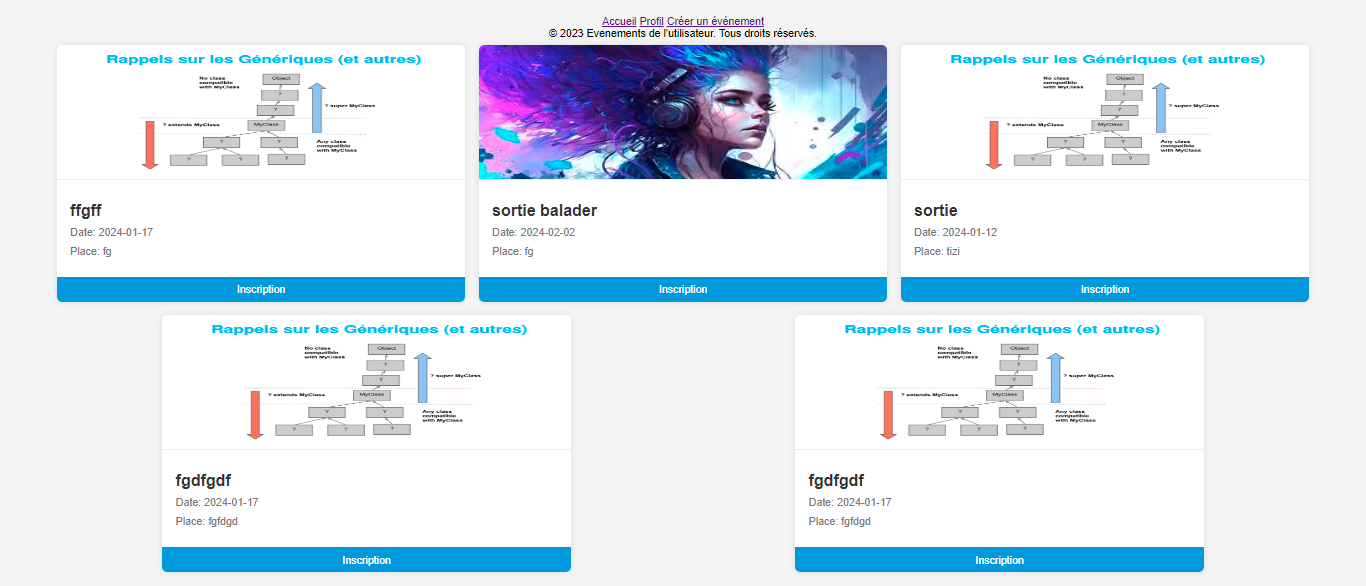 Accueil Profil Créer un événement
© 2023 Evenements de l'utilisateur. Tous droits réservés.
Rappels sur les Génériques (et autres)
No class
compatible
with MyClass
Object
?
?
? super MyClass
? extends MyClass
MyClass
?
?
Any class
compatible
with MyClass
?
?
?
ffgff
Date: 2024-01-17
Place: fg
Inscription
sortie balader
Date: 2024-02-02
Place: fg
Inscription
Rappels sur les Génériques (et autres)
No class
compatible
with MyClass
Object
?
?
? super MyClass
? extends MyClass
MyClass
?
?
Any class
compatible
with MyClass
?
?
?
sortie
Date: 2024-01-12
Place: tizi
Inscription
Rappels sur les Génériques (et autres)
No class
compatible
with MyClass
Object
?
?
? super MyClass
? extends MyClass
MyClass
?
?
Any class
compatible
with MyClass
?
?
?
fgdfgdf
Date: 2024-01-17
Place: fgfdgd
Inscription
Rappels sur les Génériques (et autres)
No class
compatible
with MyClass
Object
?
?
? super MyClass
? extends MyClass
MyClass
?
?
Any class
compatible
with MyClass
?
?
?
fgdfgdf
Date: 2024-01-17
Place: fgfdgd
Inscription